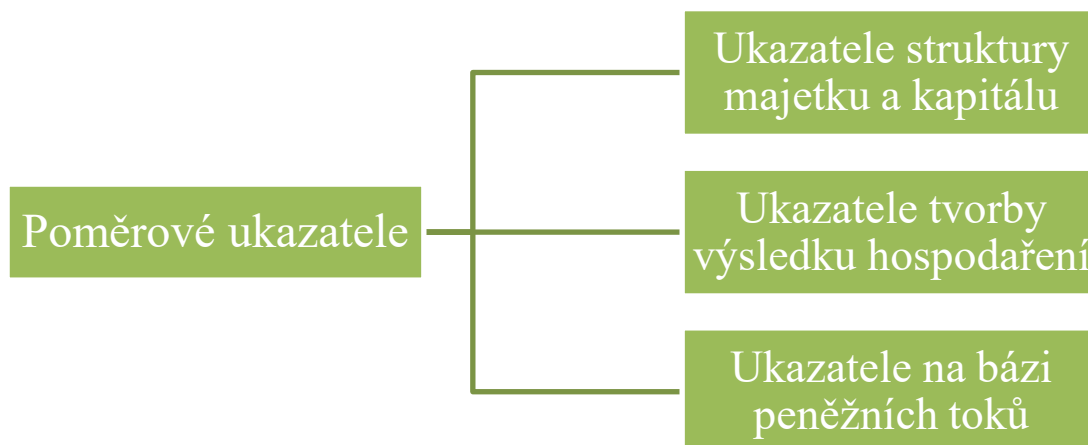 Poměrové ukazatele
Ukazatele struktury
majetku a kapitálu
Ukazatele tvorby
výsledku hospodaření
Ukazatele na bázi
peněžních toků